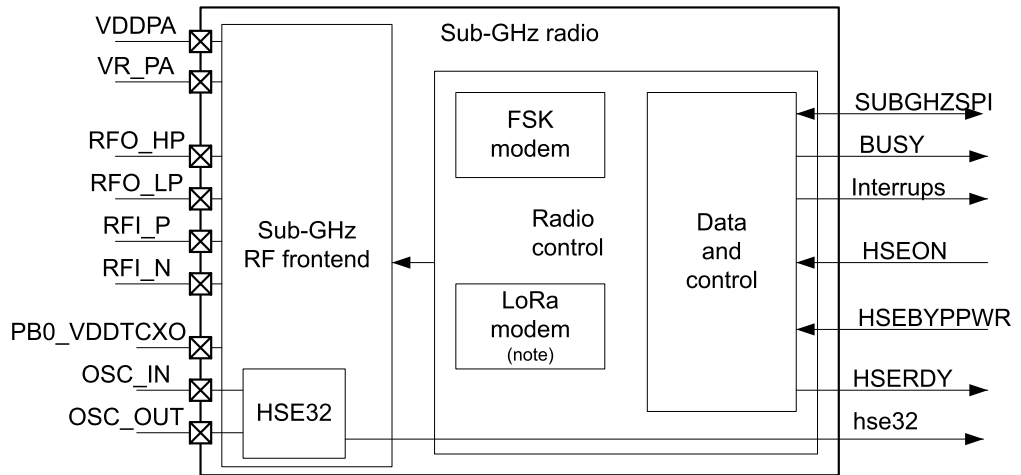 VDDPA
VR_PA
RFO_HP
RFO_LP
RFI_P
RFI_N
PB0_VDDTCXO
OSC_IN
OSC_OUT
Sub-GHz radio
Sub-GHz
RF frontend
HSE32
FSK
modem
Radio
control
LoRa
modem
(note)
Data
and
control
SUBGHZSPI
BUSY
Interrups
HSEON
HSEBYPPWR
HSERDY
hse32